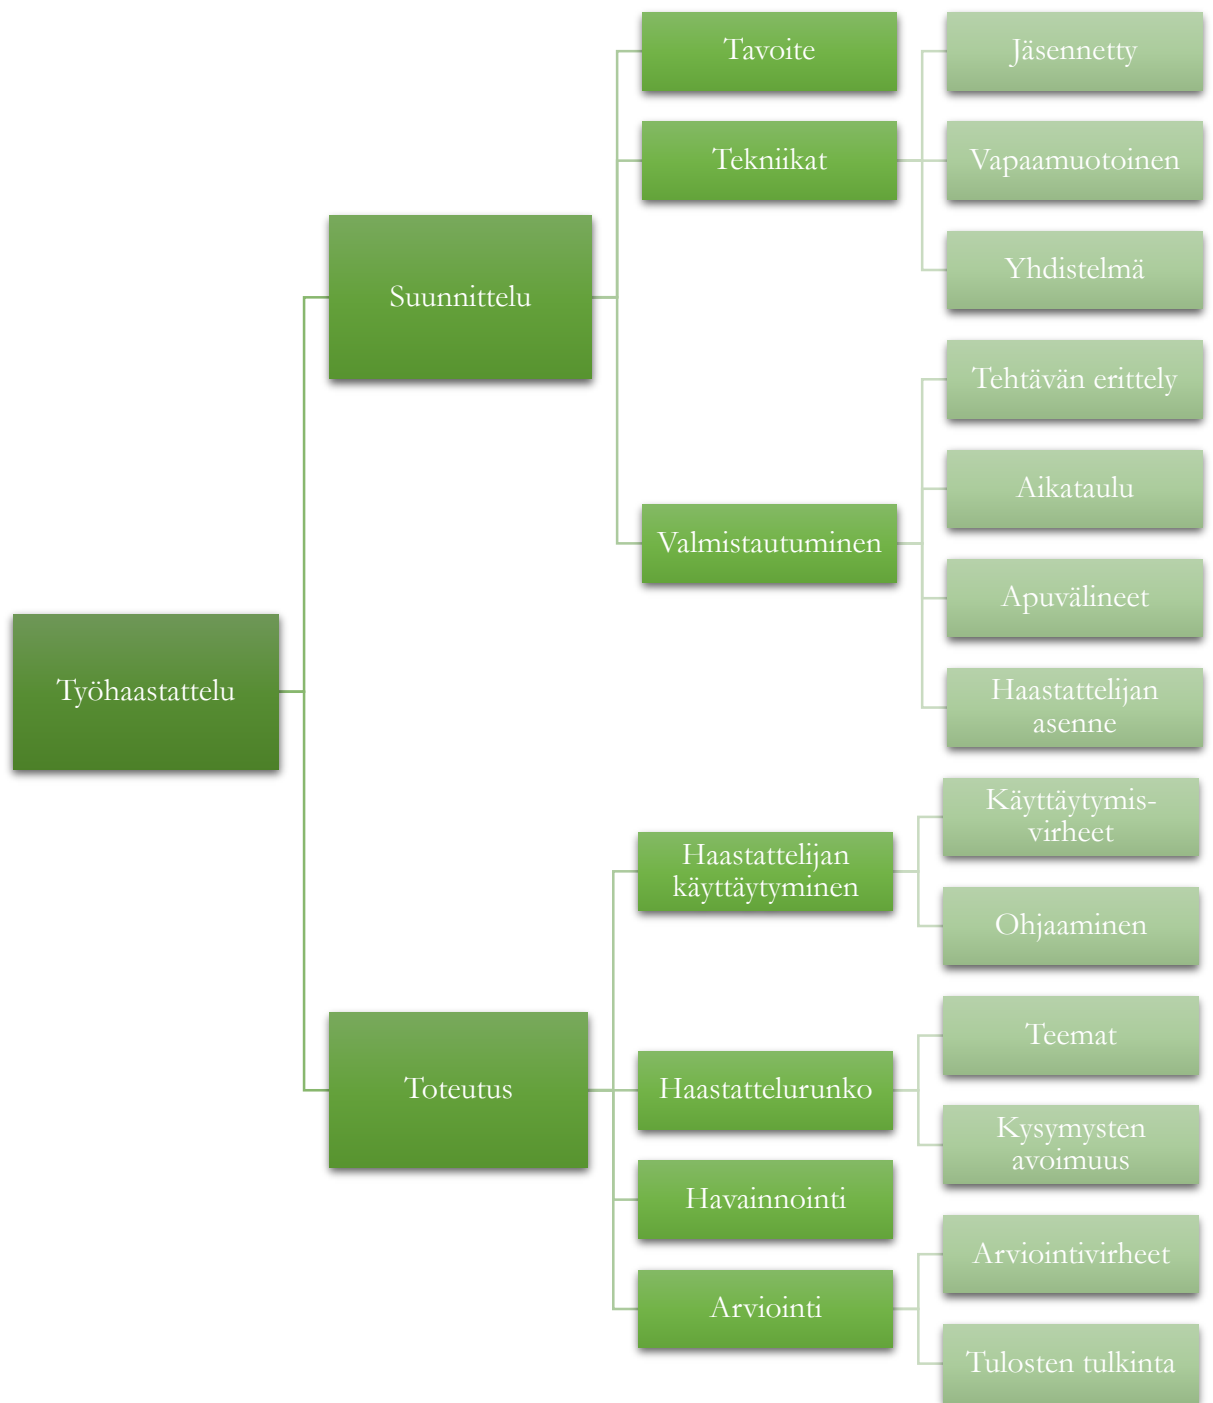 Tavoite
Jäsennetty
Tekniikat
Vapaamuotoinen
Yhdistelmä
Suunnittelu
Tehtävän erittely
Aikataulu
Valmistautuminen
Apuvälineet
Haastattelijan
asenne
Työhaastattelu
Käyttäytymis-
virheet
Haastattelijan
käyttäytyminen
Ohjaaminen
Teemat
Toteutus
Haastattelurunko
Kysymysten
avoimuus
Havainnointi
Arviointivirheet
Arviointi
Tulosten tulkinta